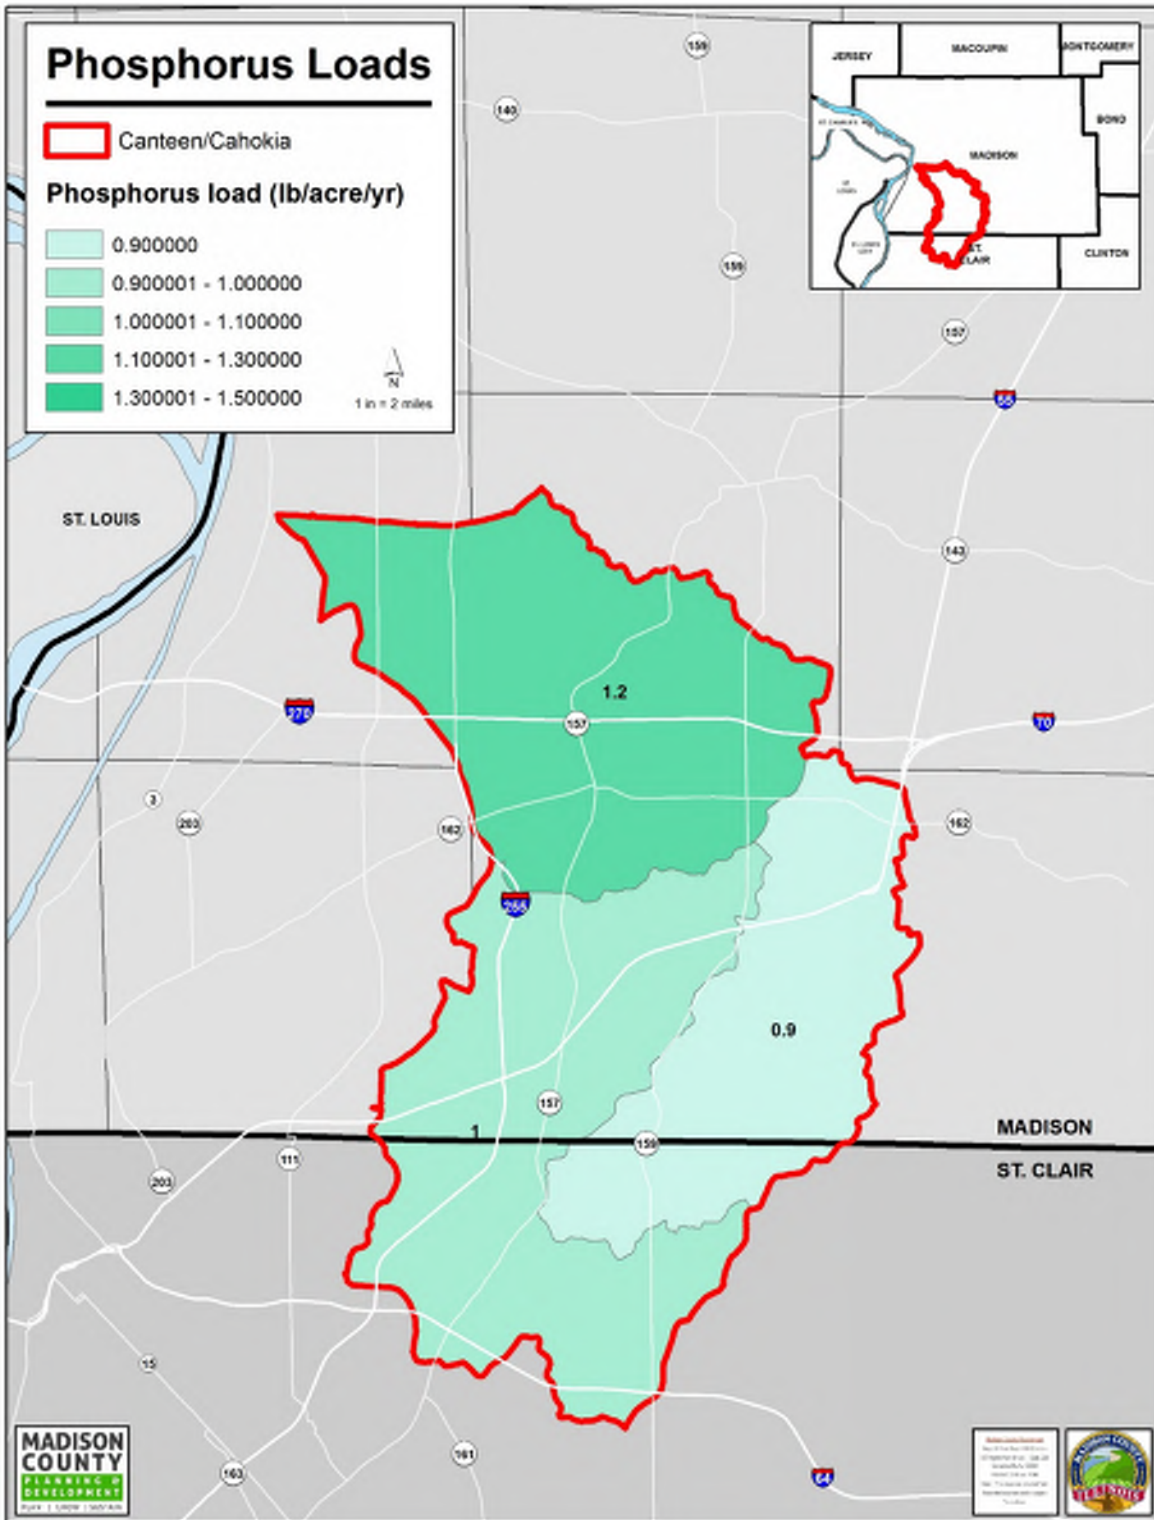 Phosphorus Loads
Canteen/Cahokia
Phosphorus load (lb/acre/yr)
0.900000
0.900001 - 1.000000
1.000001 - 1.100000
1.100001 - 1.300000
1.300001 - 1.500000
N
1 in = 2 miles
JERSEY
MACOUPIN
MONTGOMERY
BOND
MADISON
ST. CLAIR
CLINTON
159
140
159
157
55
ST. LOUIS
143
1.2
270
157
70
3
203
162
162
255
0.9
157
1
159
MADISON
111
203
ST. CLAIR
15
161
163
64
MADISON
COUNTY
PLANNING &
DEVELOPMENT
MADISON COUNTY
ILLINOIS